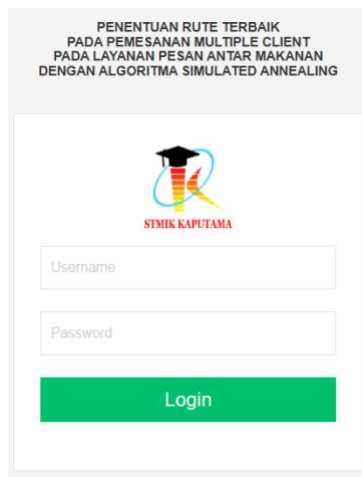 PENENTUAN RUTE TERBAIK
PADA PEMESANAN MULTIPLE CLIENT
PADA LAYANAN PESAN ANTAR MAKANAN
DENGAN ALGORITMA SIMULATED ANNEALING
STMIK KAPUTAMA
Username
Password
Login